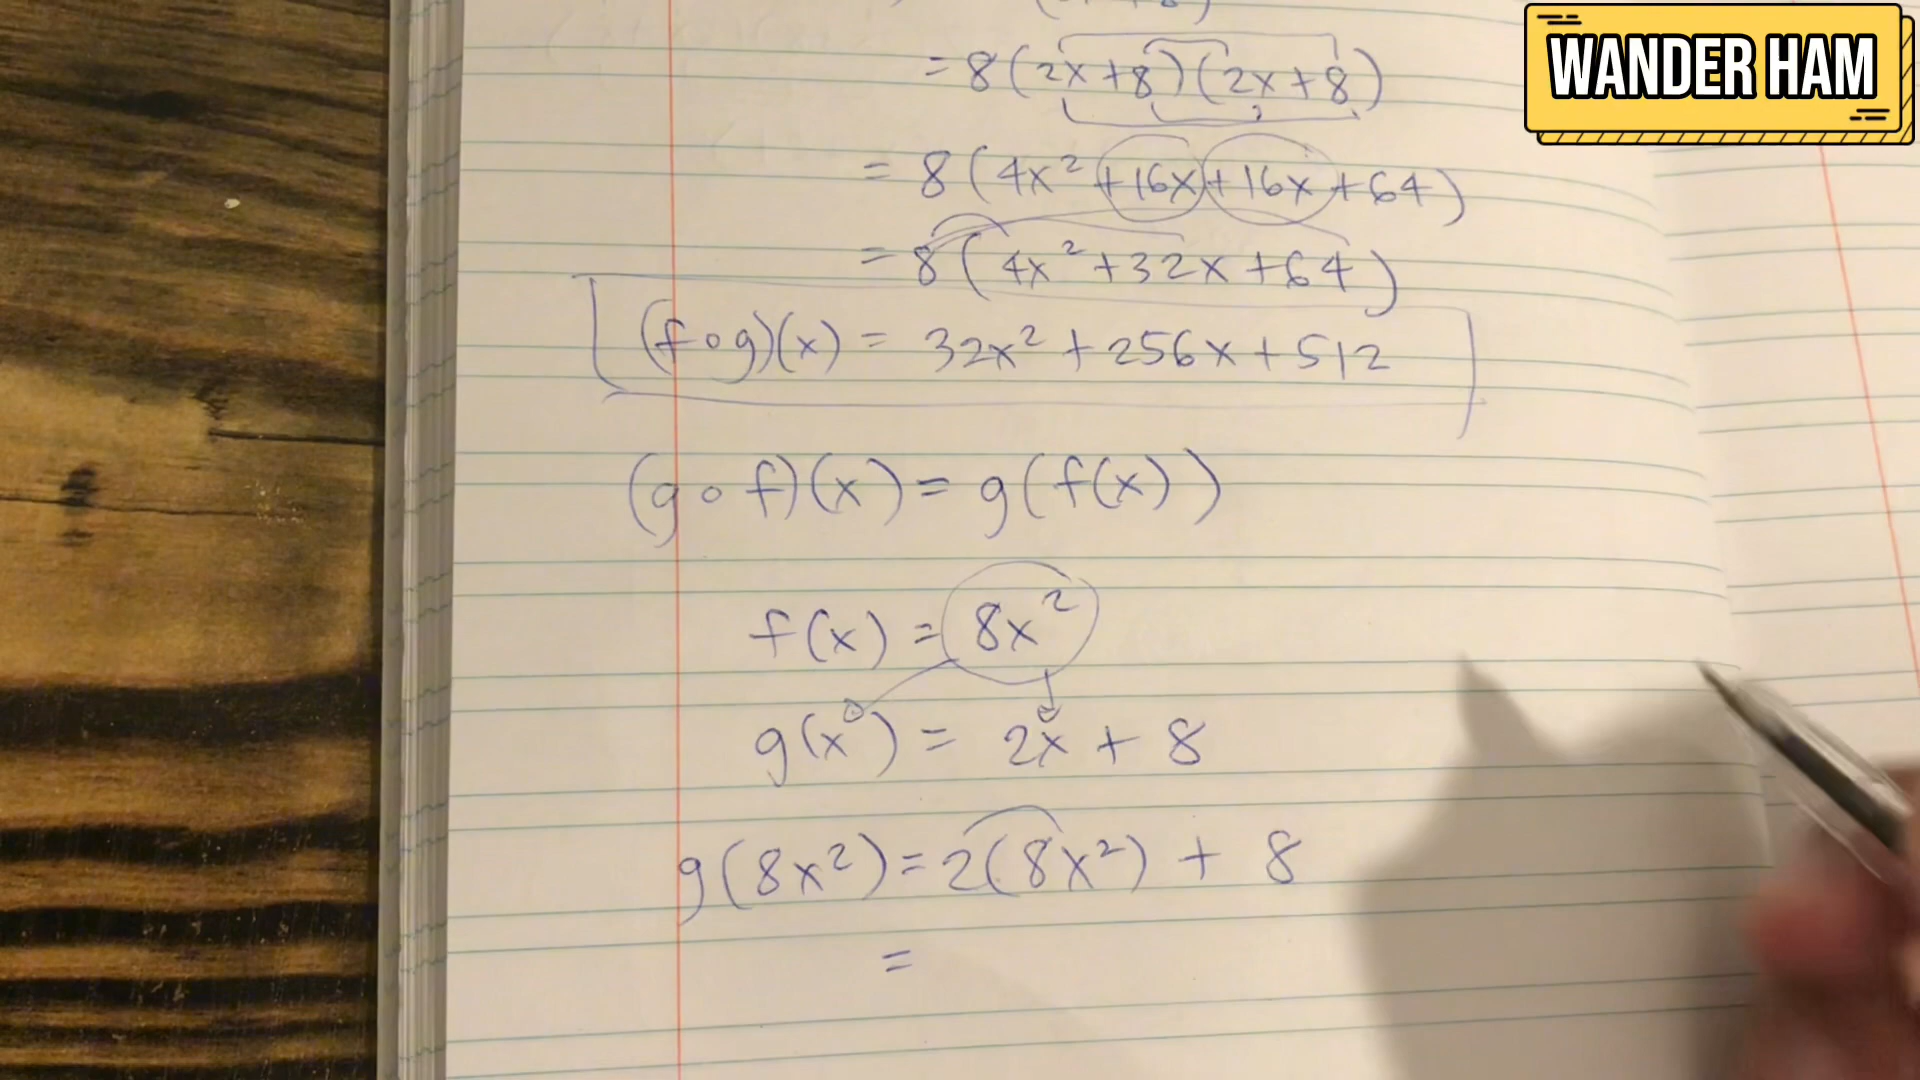 WANDER HAM
= 8(2x+8)(2x+8)
= 8(4x²+16x+16x+64)
= 8(4x²+32x+64)
(f∘g)(x) = 32x²+256x+512
(g∘f)(x) = g(f(x))
f(x) = 8x²
g(x) = 2x + 8
g(8x²) = 2(8x²) + 8
=